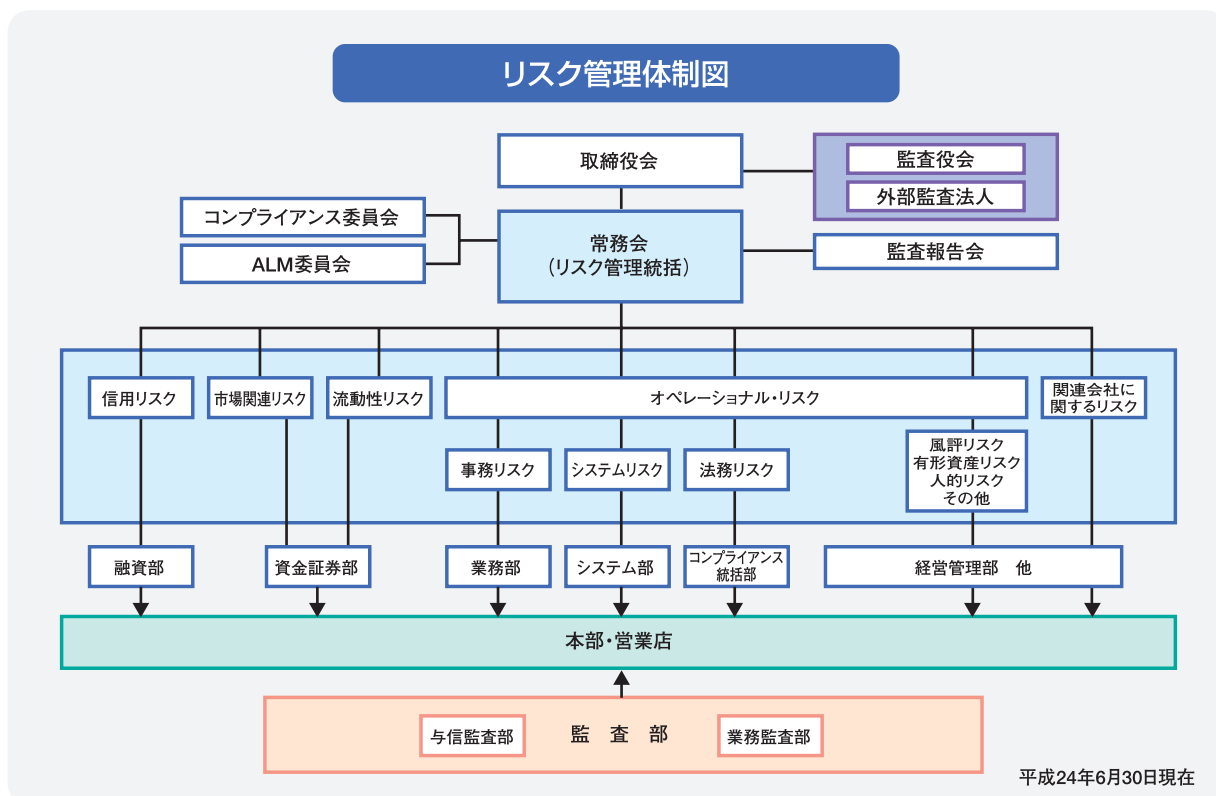 リスク管理体制図
取締役会
監査役会
外部監査法人
コンプライアンス委員会
ALM委員会
常務会
（リスク管理統括）
監査報告会
信用リスク
市場関連リスク
流動性リスク
オペレーショナル・リスク
関連会社に
関するリスク
事務リスク
システムリスク
法務リスク
風評リスク
有形資産リスク
人的リスク
その他
融資部
資金証券部
業務部
システム部
コンプライアンス
統括部
経営管理部　他
本部・営業店
与信監査部
監　査　部
業務監査部
平成24年6月30日現在